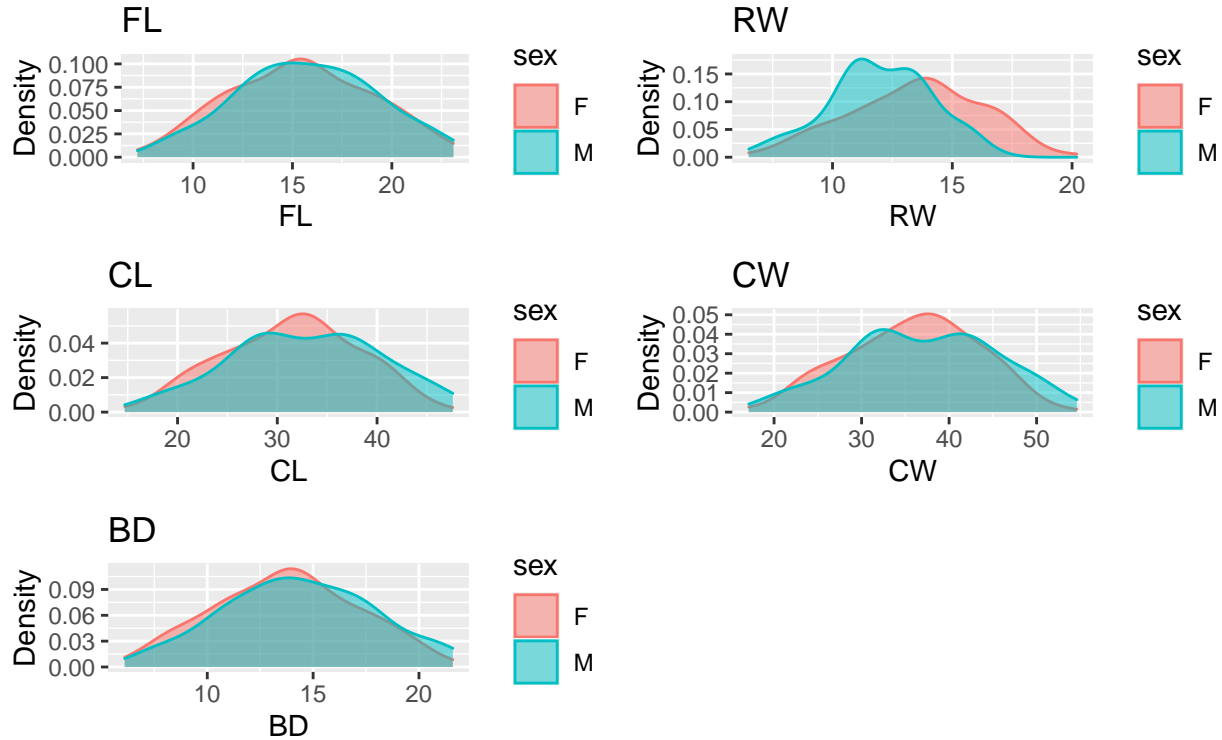 FL
Density
0.100
0.075
0.050
0.025
0.000
10 15 20
FL
sex
F
M
RW
Density
0.15
0.10
0.05
0.00
10 15 20
RW
sex
F
M
CL
Density
0.04
0.02
0.00
20 30 40
CL
sex
F
M
CW
Density
0.05
0.04
0.03
0.02
0.01
0.00
20 30 40 50
CW
sex
F
M
BD
Density
0.09
0.06
0.03
0.00
10 15 20
BD
sex
F
M